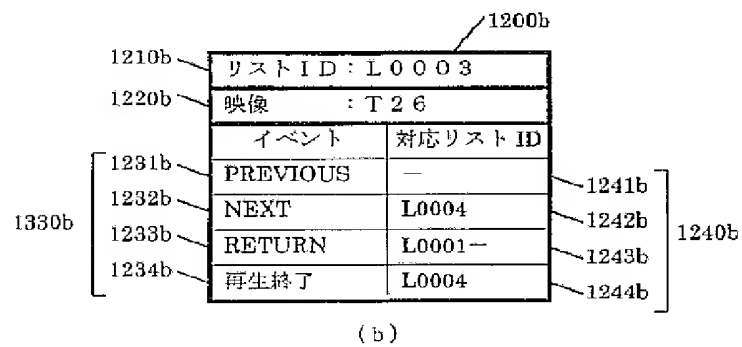 1200b
1210b リストID：L0003
1220b 映像　　：T26
イベント 対応リストID
1231b PREVIOUS — 1241b
1232b NEXT L0004 1242b
1330b 1233b RETURN L0001— 1243b 1240b
1234b 再生終了 L0004 1244b
(b)